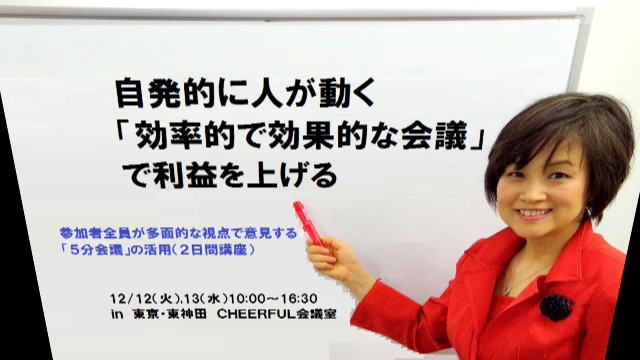 自発的に人が動く
「効率的で効果的な会議」
で利益を上げる
参加者全員が多面的な視点で意見する
「5分会議」の活用(2日間講座)
12/12(火),13(水)10:00～16:30
in 東京・東神田 CHEERFUL会議室